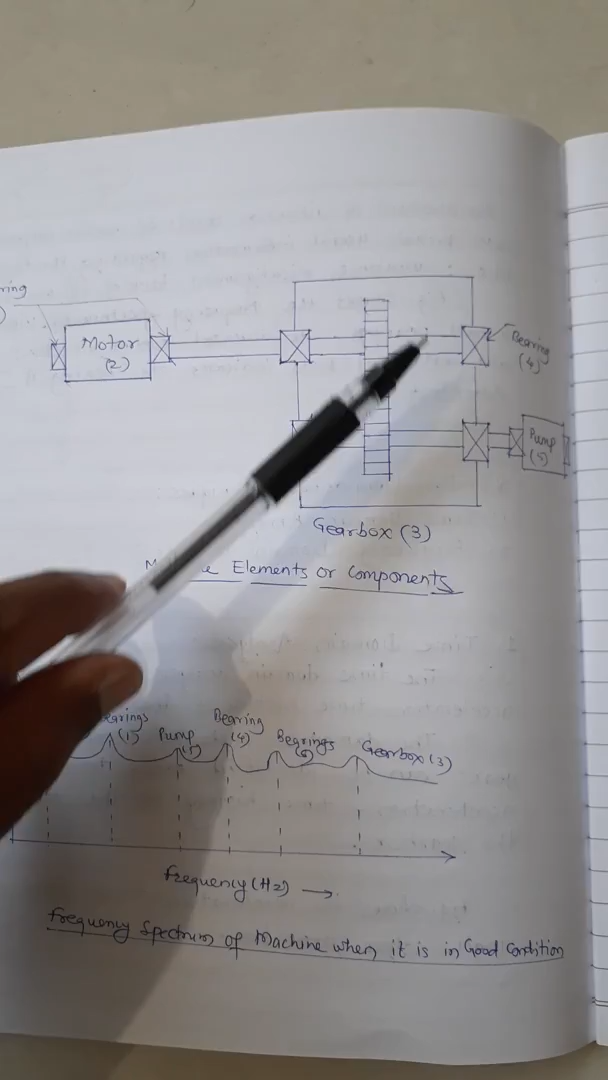 ring
Motor
(2)
Bearing
(4)
Pump
(5)
Gearbox (3)
Elements or Components
earings
(1)
Pump
Bearing
(4)
Bearings
Gearbox (3)
Frequency (Hz) →
Frequency Spectrum of Machine when it is in Good Condition